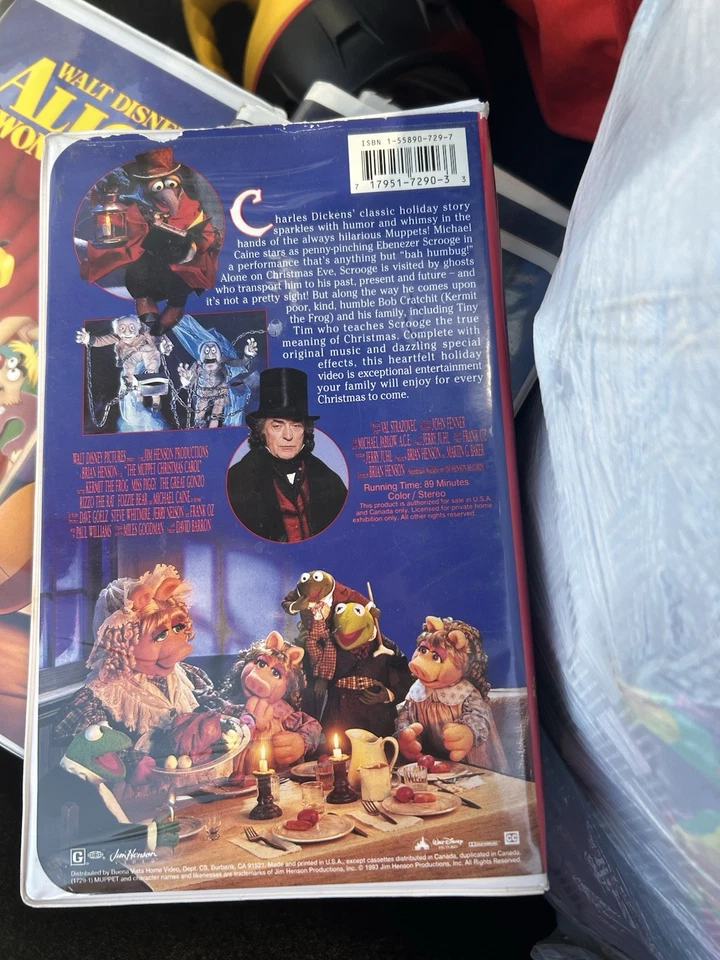 WALT DISNE
ALI
WON
ISBN 1-55890-729-7
7 17951-7290-3 3
Charles Dickens' classic holiday story
sparkles with humor and whimsy in the
hands of the always hilarious Muppets! Michael
Caine stars as penny-pinching Ebenezer Scrooge in
a performance that's anything but "bah humbug!"
Alone on Christmas Eve, Scrooge is visited by ghosts
who transport him to his past, present and future – and
it's not a pretty sight! But along the way he comes upon
poor, kind, humble Bob Cratchit (Kermit
the Frog) and his family, including Tiny
Tim who teaches Scrooge the true
meaning of Christmas. Complete with
original music and dazzling special
effects, this heartfelt holiday
video is exceptional entertainment
your family will enjoy for every
Christmas to come.
WALT DISNEY PICTURES JIM HENSON PRODUCTIONS
BRIAN HENSON "THE MUPPET CHRISTMAS CAROL"
KERMIT THE FROG MISS PIGGY THE GREAT GONZO
RIZZO THE RAT FOZZIE BEAR MICHAEL CAINE
DAVE GOELZ STEVE WHITMIRE JERRY NELSON FRANK OZ
PAUL WILLIAMS MILES GOODMAN DAVID BARRON
VAL STRAZOVEC JOHN FENNER
MICHAEL JABLOW A.C.E. JERRY JUHL FRANK OZ
JERRY JUHL BRIAN HENSON MARTIN G. BAKER
BRIAN HENSON
Running Time: 89 Minutes
Color / Stereo
This product is authorized for sale in U.S.A.
and Canada only. Licensed for private home
exhibition only. All other rights reserved.
G
Jim Henson
Walt Disney
PICTURES
CC
Distributed by Buena Vista Home Video, Dept. CS, Burbank, CA 91521. Made and printed in U.S.A., except cassettes distributed in Canada, duplicated in Canada.
(1729-1) MUPPET and character names and likenesses are trademarks of Jim Henson Productions, Inc. © 1993 Jim Henson Productions, Inc. All Rights Reserved.